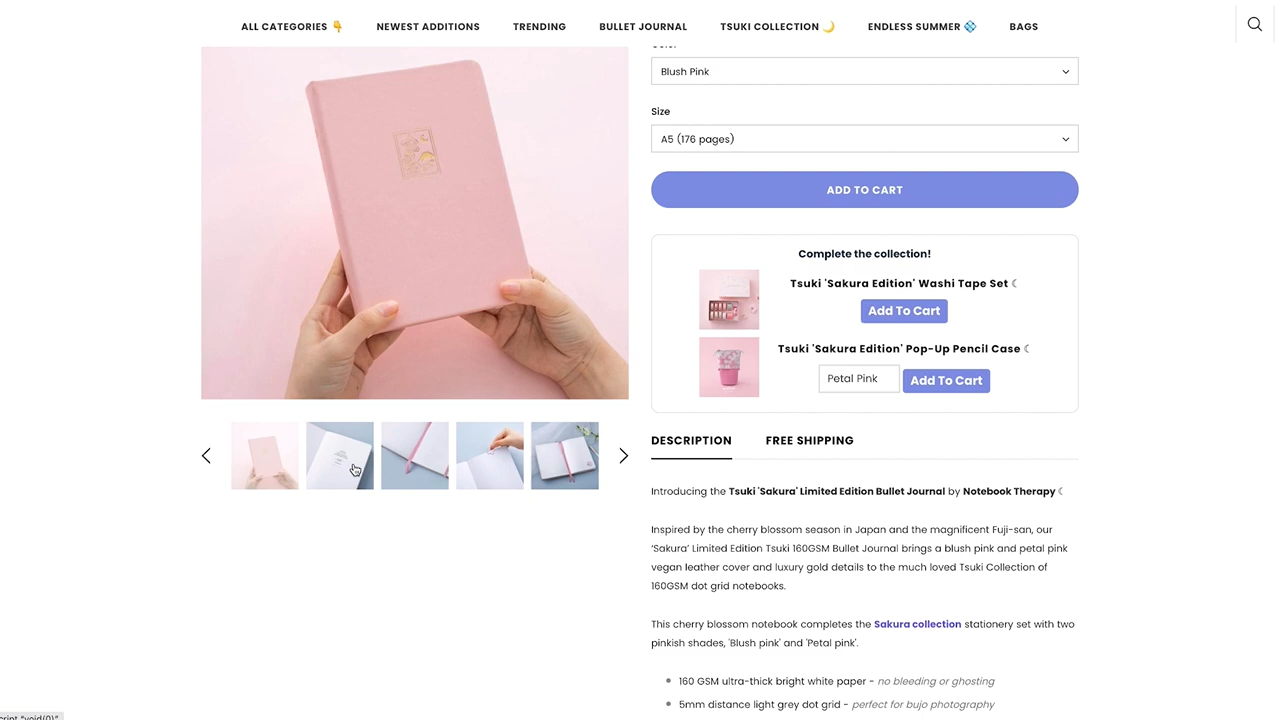 ALL CATEGORIES 👇 NEWEST ADDITIONS TRENDING BULLET JOURNAL TSUKI COLLECTION 🌙 ENDLESS SUMMER 💠 BAGS
Blush Pink
Size
A5 (176 pages)
ADD TO CART
Complete the collection!
Tsuki 'Sakura Edition' Washi Tape Set ☾
Add To Cart
Tsuki 'Sakura Edition' Pop-Up Pencil Case ☾
Petal Pink Add To Cart
DESCRIPTION FREE SHIPPING
Introducing the Tsuki 'Sakura' Limited Edition Bullet Journal by Notebook Therapy ☾
Inspired by the cherry blossom season in Japan and the magnificent Fuji-san, our
‘Sakura’ Limited Edition Tsuki 160GSM Bullet Journal brings a blush pink and petal pink
vegan leather cover and luxury gold details to the much loved Tsuki Collection of
160GSM dot grid notebooks.
This cherry blossom notebook completes the Sakura collection stationery set with two
pinkish shades, 'Blush pink' and 'Petal pink'.
160 GSM ultra-thick bright white paper - no bleeding or ghosting
5mm distance light grey dot grid - perfect for bujo photography